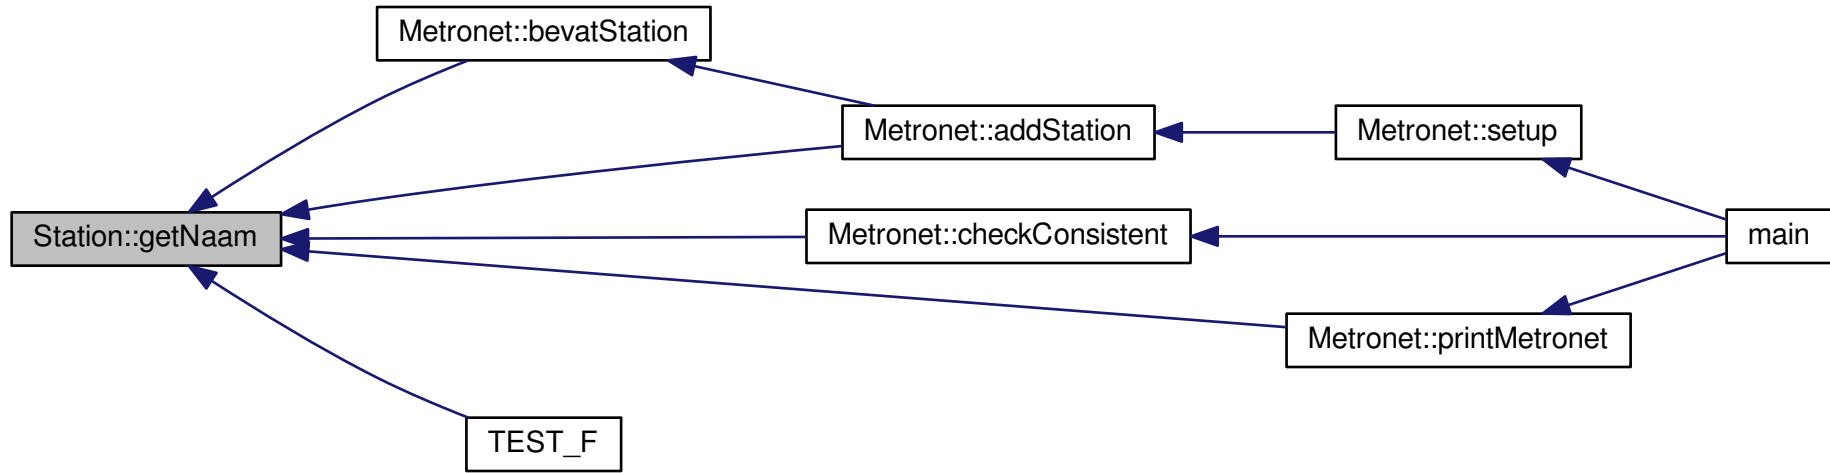 Metronet::bevatStation
Metronet::addStation
Metronet::setup
Station::getNaam
Metronet::checkConsistent
main
Metronet::printMetronet
TEST_F